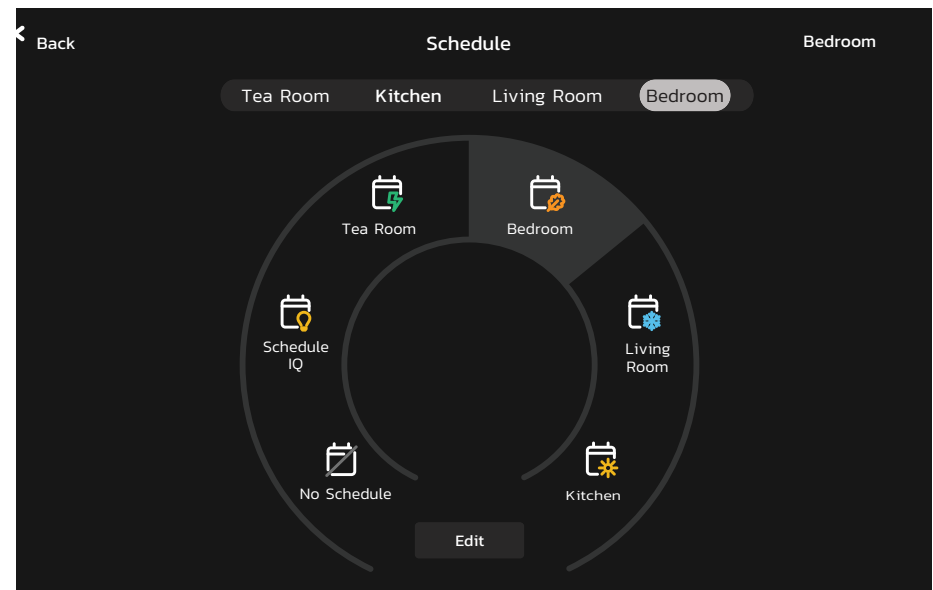 Back
Schedule
Bedroom
Tea Room
Kitchen
Living Room
Bedroom
Tea Room
Bedroom
Schedule
IQ
Living
Room
No Schedule
Kitchen
Edit